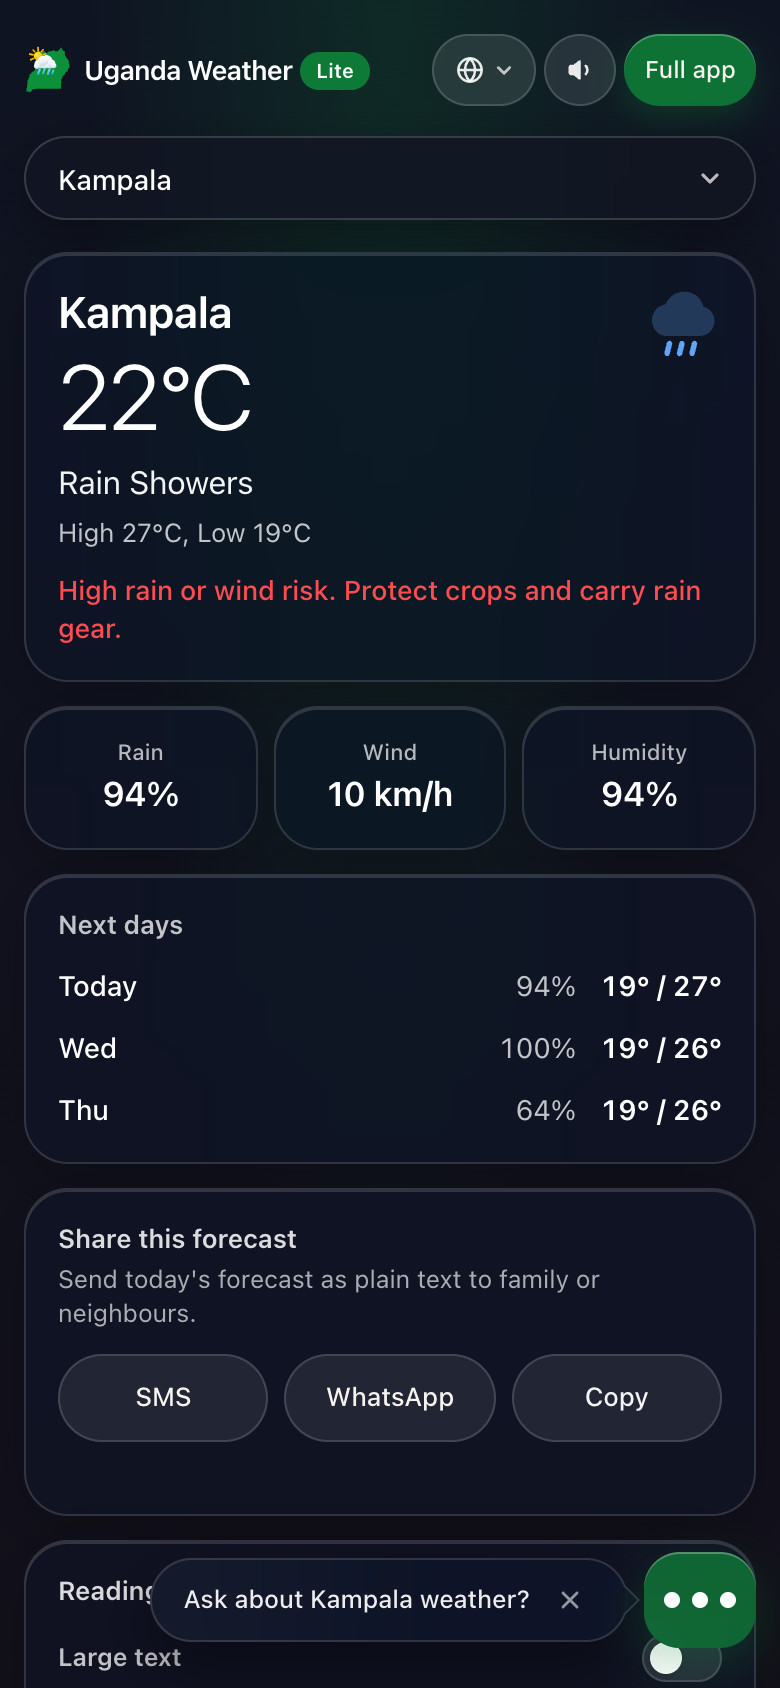 Uganda Weather Lite
Full app
Kampala
Kampala
22°C
Rain Showers
High 27°C, Low 19°C
High rain or wind risk. Protect crops and carry rain
gear.
Rain
94%
Wind
10 km/h
Humidity
94%
Next days
Today 94% 19° / 27°
Wed 100% 19° / 26°
Thu 64% 19° / 26°
Share this forecast
Send today's forecast as plain text to family or
neighbours.
SMS
WhatsApp
Copy
Ask about Kampala weather?
Large text